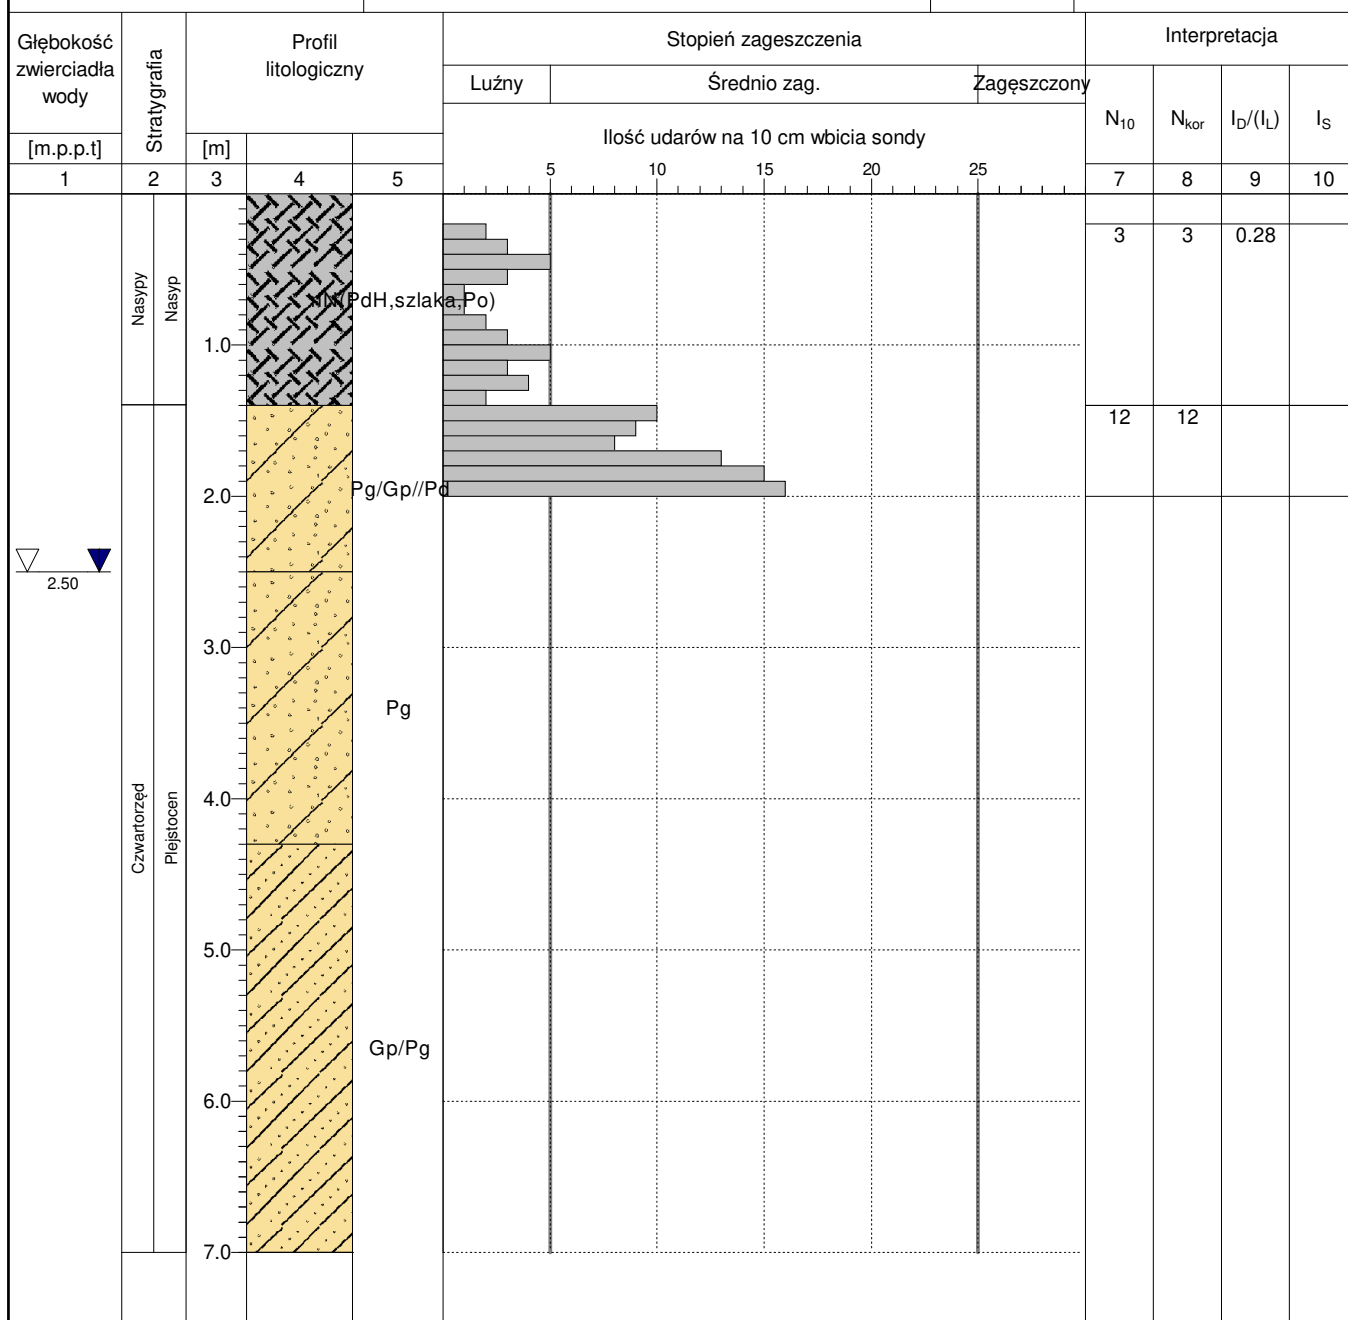 Głębokość
zwierciadła
wody
[m.p.p.t]
Stratygrafia
Profil
litologiczny
[m]
Stopień zageszczenia
Luźny
Średnio zag.
Zagęszczony
Ilość udarów na 10 cm wbicia sondy
5 10 15 20 25
Interpretacja
N10 Nkor ID/(IL) IS
1 2 3 4 5 7 8 9 10
Nasypy
Nasyp
(PdH,szlaka,Po)
3 3 0.28
1.0
12 12
Pg/Gp//Pd
2.0
2.50
3.0
Pg
4.0
Czwartorzęd
Plejstocen
5.0
Gp/Pg
6.0
7.0